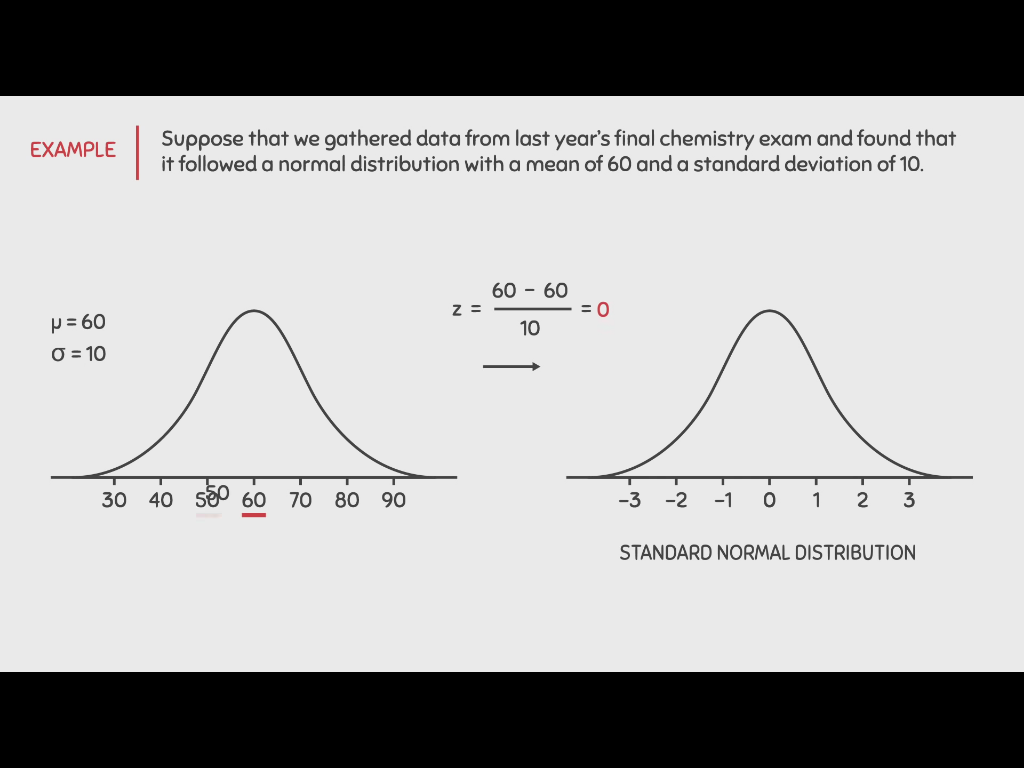 EXAMPLE
Suppose that we gathered data from last year's final chemistry exam and found that
it followed a normal distribution with a mean of 60 and a standard deviation of 10.
μ = 60
σ = 10
z = 60 − 60 / 10 = 0
50
30 40 50 60 70 80 90
−3 −2 −1 0 1 2 3
STANDARD NORMAL DISTRIBUTION